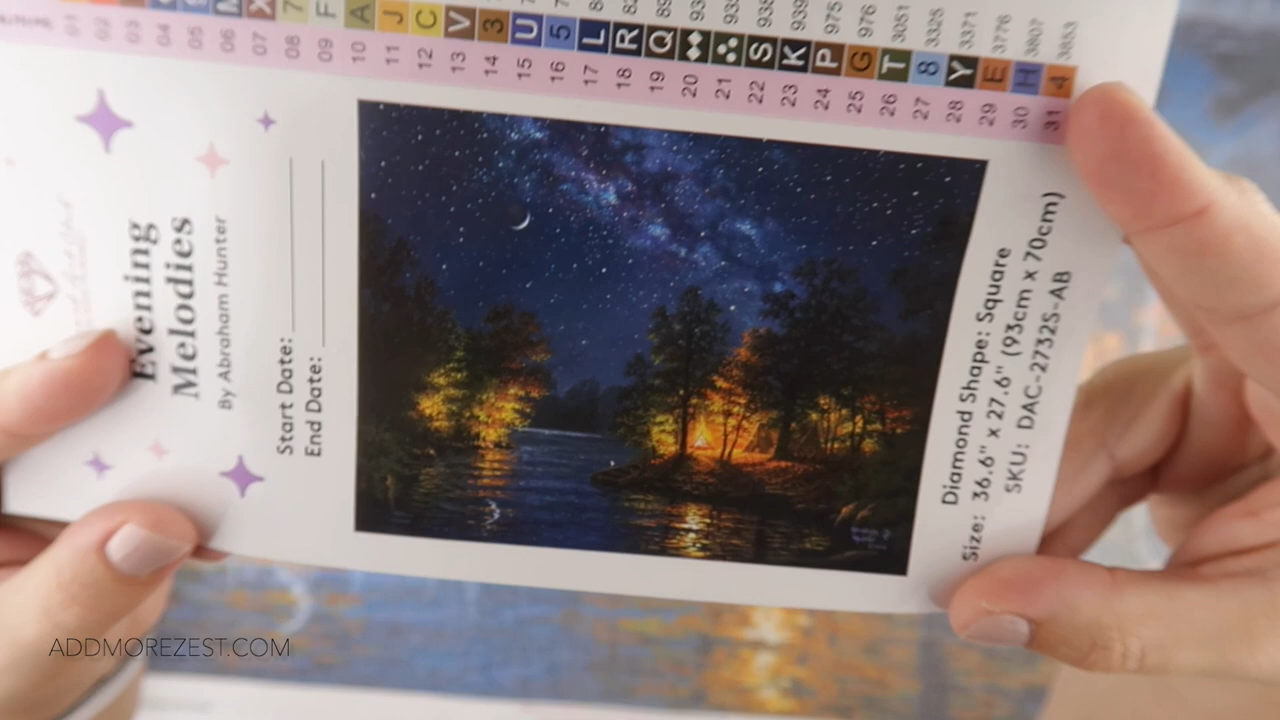 Evening
Melodies
By Abraham Hunter
Start Date:
End Date:
Diamond Shape: Square
Size: 36.6" x 27.6" (93cm x 70cm)
SKU: DAC-2732S-AB
01
02
03
04
05
06
07
08 7
09 F
10 A
11 J
12 C
13 V
14 3
15 U
16 5
17 L
18 R
19 Q
20
21
22 S
23 K 939
24 P 975
25 G 976
26 T 3051
27 8 3325
28 Y 3371
29 E 3776
30 H 3807
31 4 3853
ADDMOREZEST.COM